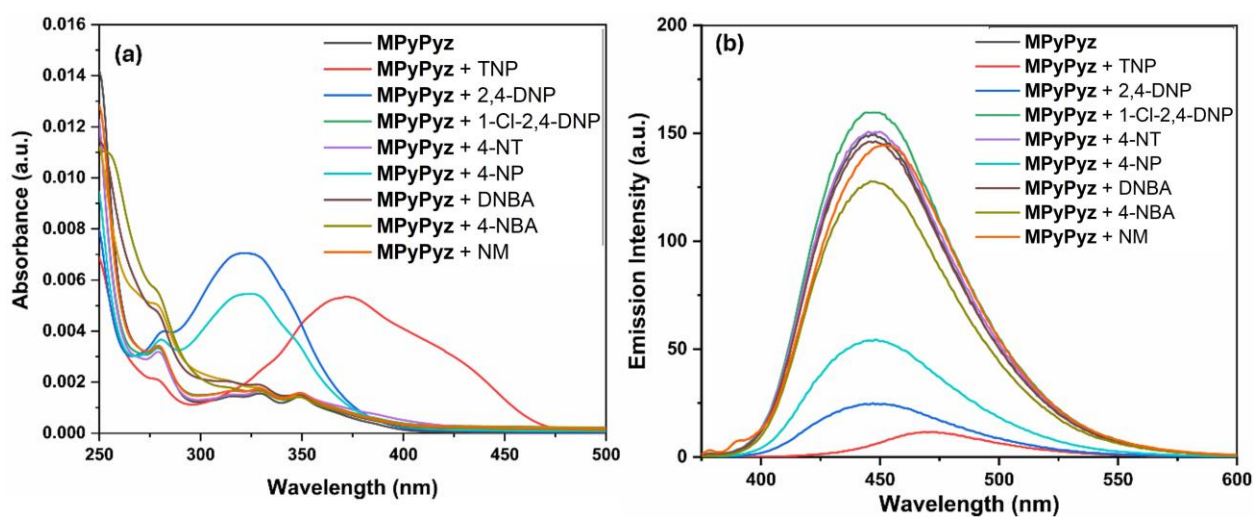 (a)
MPyPyz
MPyPyz + TNP
MPyPyz + 2,4-DNP
MPyPyz + 1-Cl-2,4-DNP
MPyPyz + 4-NT
MPyPyz + 4-NP
MPyPyz + DNBA
MPyPyz + 4-NBA
MPyPyz + NM
Absorbance (a.u.)
0.016
0.014
0.012
0.010
0.008
0.006
0.004
0.002
0.000
250
300
350
400
450
500
Wavelength (nm)
(b)
MPyPyz
MPyPyz + TNP
MPyPyz + 2,4-DNP
MPyPyz + 1-Cl-2,4-DNP
MPyPyz + 4-NT
MPyPyz + 4-NP
MPyPyz + DNBA
MPyPyz + 4-NBA
MPyPyz + NM
Emission Intensity (a.u.)
200
150
100
50
0
400
450
500
550
600
Wavelength (nm)